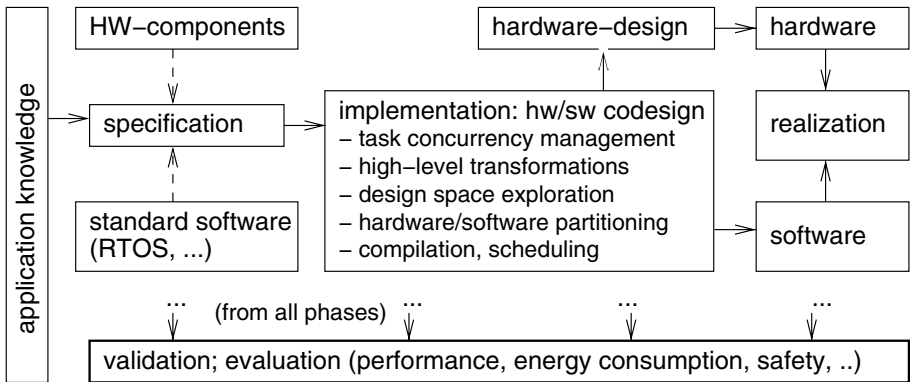 application knowledge
HW–components
hardware–design
hardware
specification
implementation: hw/sw codesign
– task concurrency management
– high–level transformations
– design space exploration
– hardware/software partitioning
– compilation, scheduling
realization
standard software
(RTOS, ...)
software
... (from all phases) ... ... ...
validation; evaluation (performance, energy consumption, safety, ..)